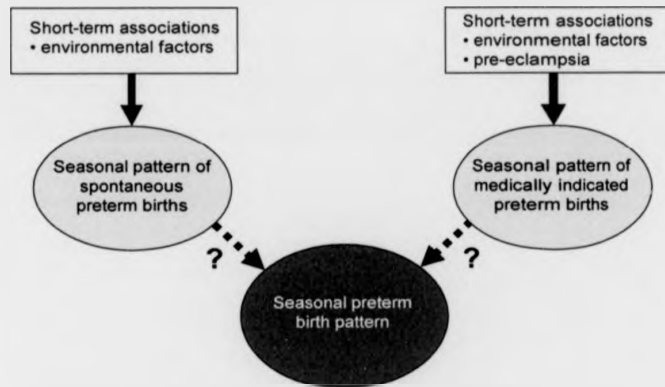 Short-term associations
• environmental factors
Short-term associations
• environmental factors
• pre-eclampsia
Seasonal pattern of
spontaneous
preterm births
Seasonal pattern of
medically indicated
preterm births
?
?
Seasonal preterm
birth pattern